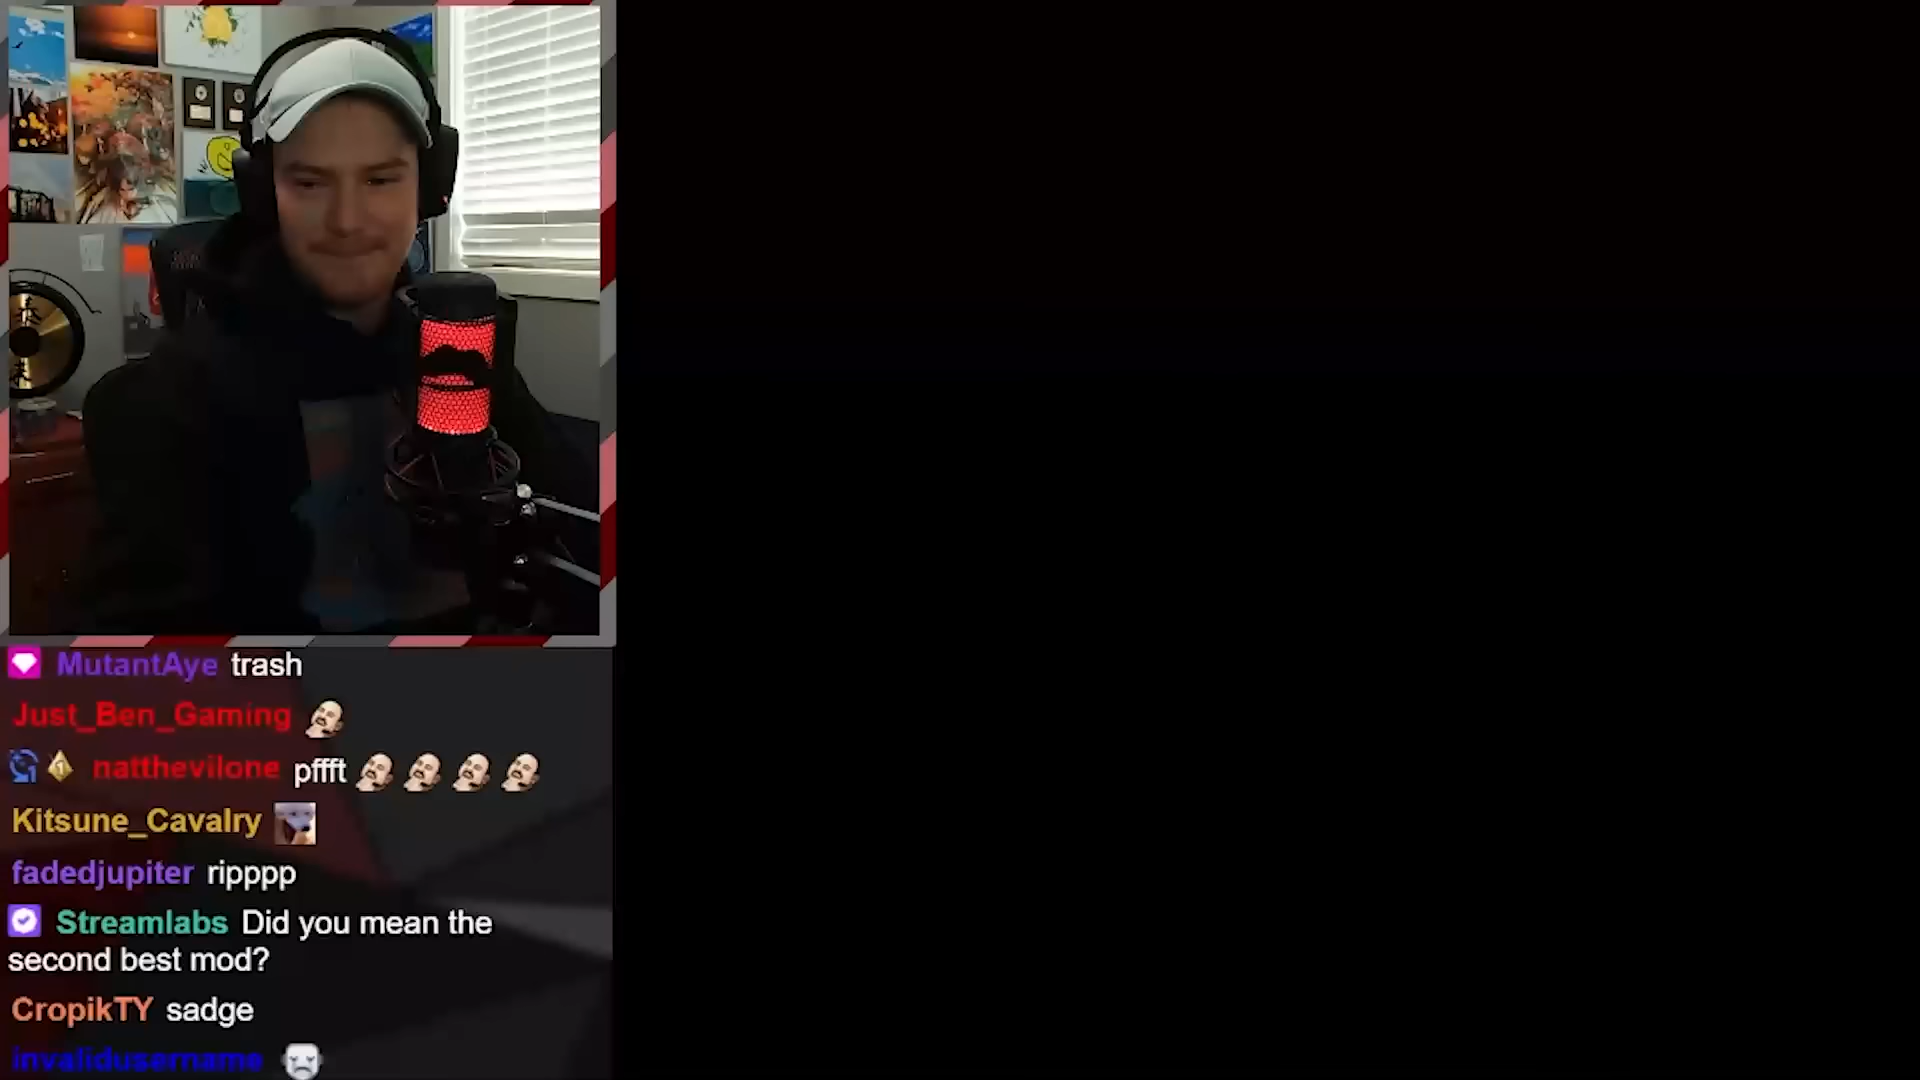 MutantAye trash
Just_Ben_Gaming
natthevilone pffft
Kitsune_Cavalry
fadedjupiter ripppp
Streamlabs Did you mean the
second best mod?
CropikTY sadge
invalidusername